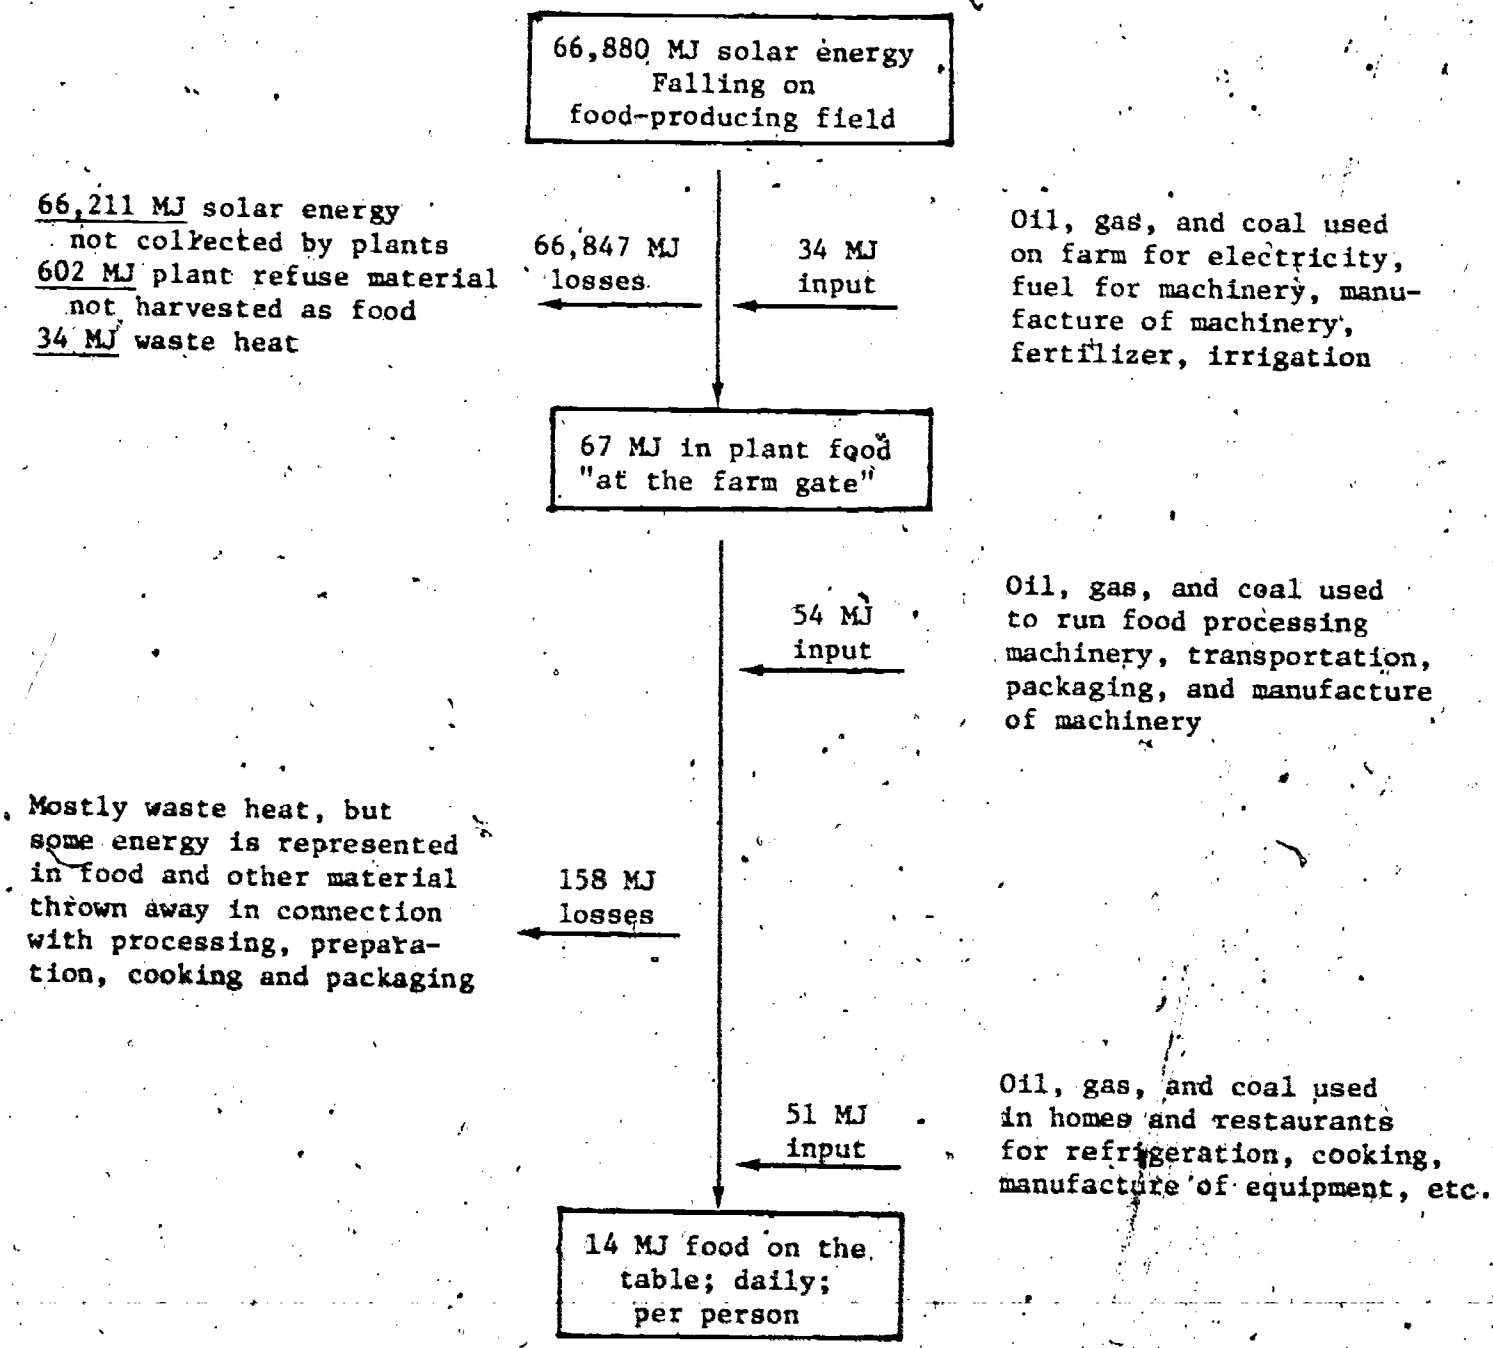 66,880 MJ solar energy
Falling on
food-producing field
66,211 MJ solar energy
not collected by plants
602 MJ plant refuse material
not harvested as food
34 MJ waste heat
66,847 MJ
losses
34 MJ
input
Oil, gas, and coal used
on farm for electricity,
fuel for machinery, manu-
facture of machinery,
fertilizer, irrigation
67 MJ in plant food
"at the farm gate"
54 MJ
input
Oil, gas, and coal used
to run food processing
machinery, transportation,
packaging, and manufacture
of machinery
Mostly waste heat, but
some energy is represented
in food and other material
thrown away in connection
with processing, prepara-
tion, cooking and packaging
158 MJ
losses
51 MJ
input
Oil, gas, and coal used
in homes and restaurants
for refrigeration, cooking,
manufacture of equipment, etc.
14 MJ food on the
table; daily;
per person